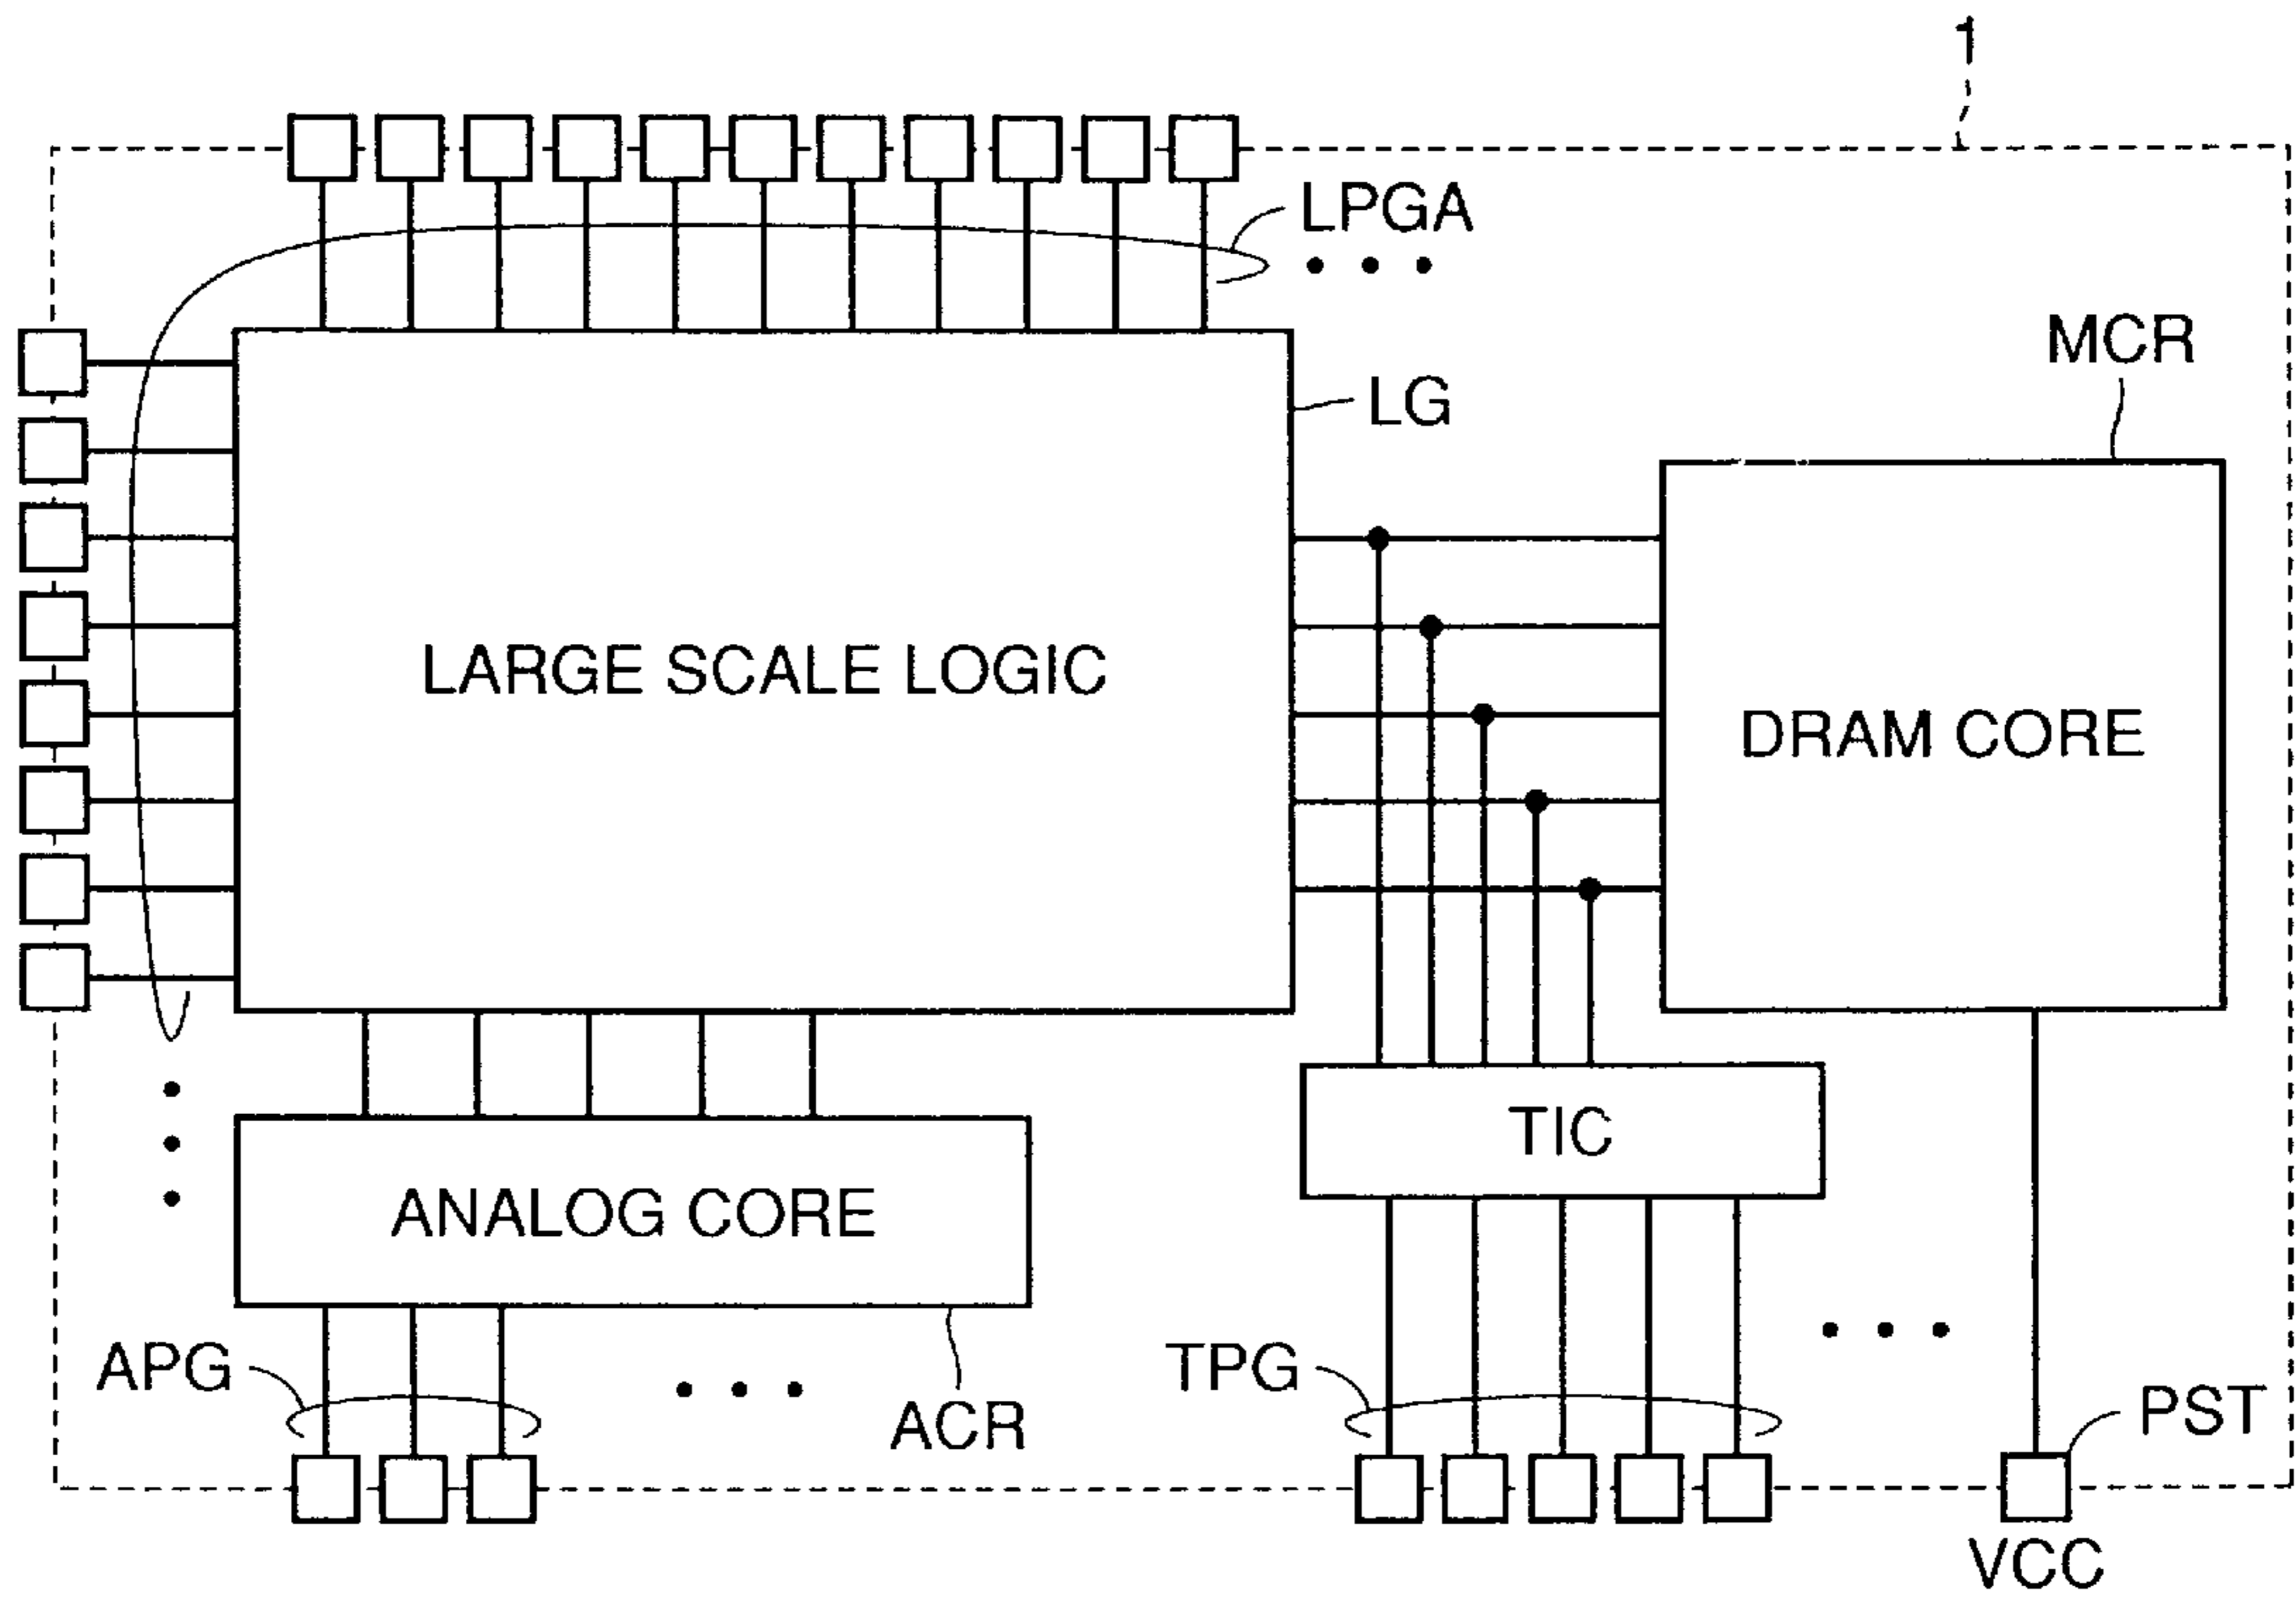 1
LPGA
MCR
LG
LARGE SCALE LOGIC
DRAM CORE
TIC
ANALOG CORE
APG
TPG
ACR
PST
VCC